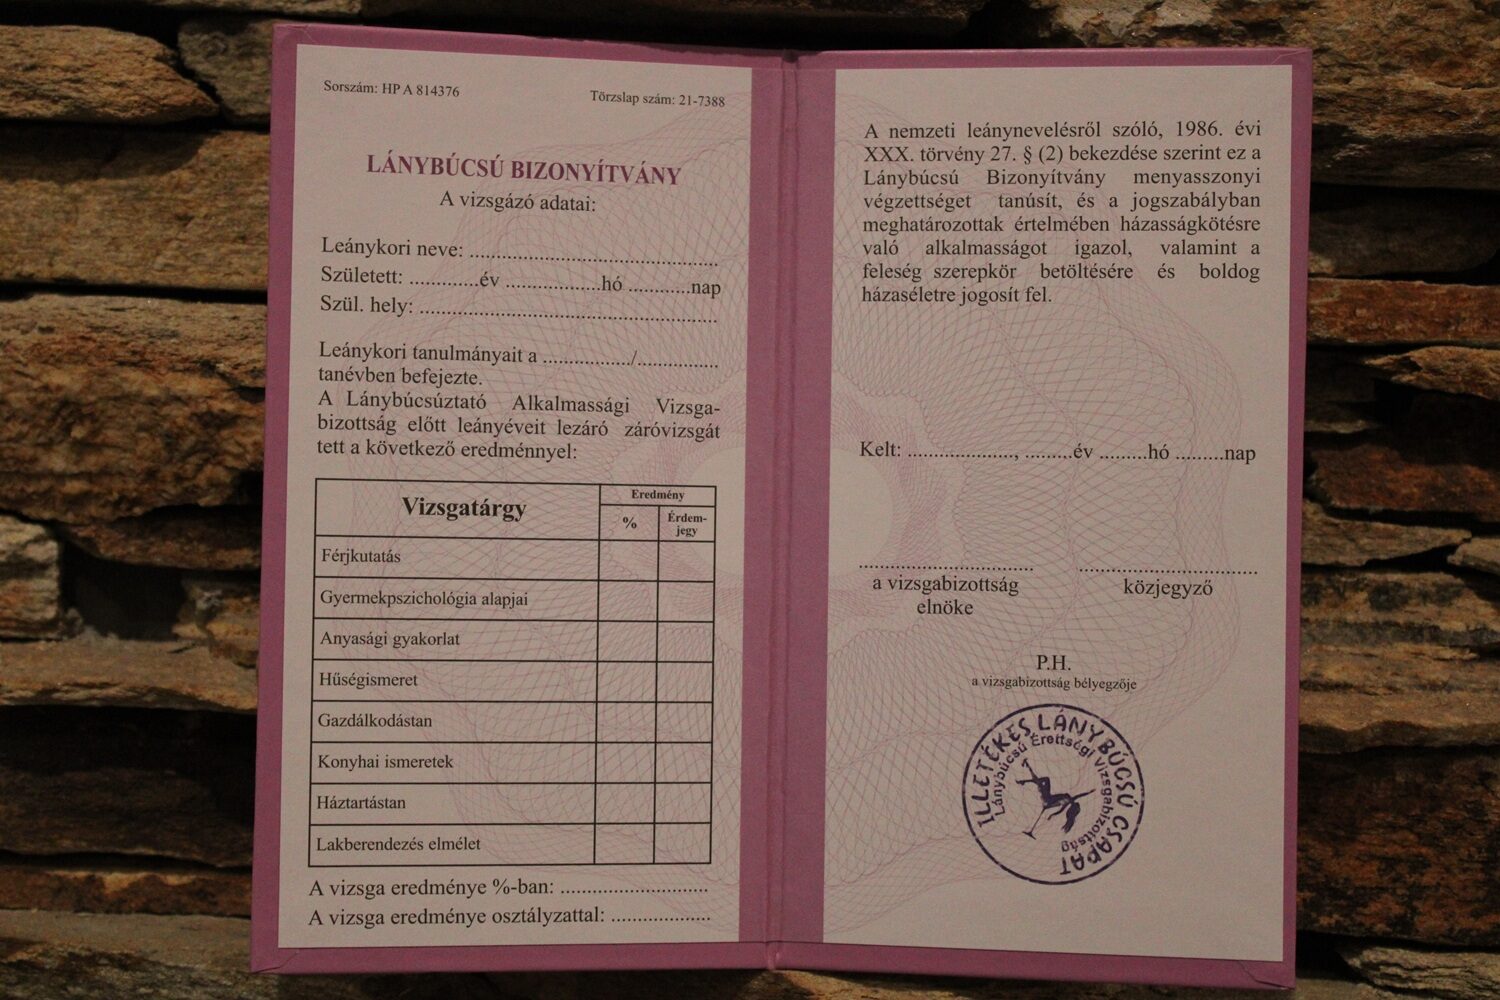 Sorszám: HP A 814376
Törzslap szám: 21-7388
LÁNYBÚCSÚ BIZONYÍTVÁNY
A vizsgázó adatai:
Leánykori neve: ................................................
Született: .............év ..................hó ............nap
Szül. hely: .........................................................
Leánykori tanulmányait a ................./................
tanévben befejezte.
A Lánybúcsúztató Alkalmassági Vizsga-
bizottság előtt leányéveit lezáró záróvizsgát
tett a következő eredménnyel:
Vizsgatárgy
Eredmény
%
Érdem-
jegy
Férjkutatás
Gyermekpszichológia alapjai
Anyasági gyakorlat
Hűségismeret
Gazdálkodástan
Konyhai ismeretek
Háztartástan
Lakberendezés elmélet
A vizsga eredménye %-ban: ............................
A vizsga eredménye osztályzattal: ...................
A nemzeti leánynevelésről szóló, 1986. évi
XXX. törvény 27. § (2) bekezdése szerint ez a
Lánybúcsú Bizonyítvány menyasszonyi
végzettséget tanúsít, és a jogszabályban
meghatározottak értelmében házasságkötésre
való alkalmasságot igazol, valamint a
feleség szerepkör betöltésére és boldog
házaséletre jogosít fel.
Kelt: ...................., .........év .........hó .........nap
a vizsgabizottság
elnöke
közjegyző
P.H.
a vizsgabizottság bélyegzője
ILLETÉKES LÁNYBÚCSÚ CSAPAT
Lánybúcsú Érettségi Vizsgabizottság